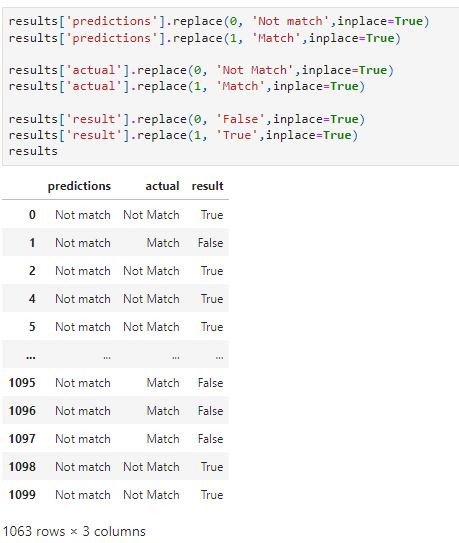 results['predictions'].replace(0, 'Not match',inplace=True)
results['predictions'].replace(1, 'Match',inplace=True)
results['actual'].replace(0, 'Not Match',inplace=True)
results['actual'].replace(1, 'Match',inplace=True)
results['result'].replace(0, 'False',inplace=True)
results['result'].replace(1, 'True',inplace=True)
results
predictions actual result
0 Not match Not Match True
1 Not match Match False
2 Not match Not Match True
4 Not match Not Match True
5 Not match Not Match True
... ... ... ...
1095 Not match Match False
1096 Not match Match False
1097 Not match Match False
1098 Not match Not Match True
1099 Not match Not Match True
1063 rows × 3 columns